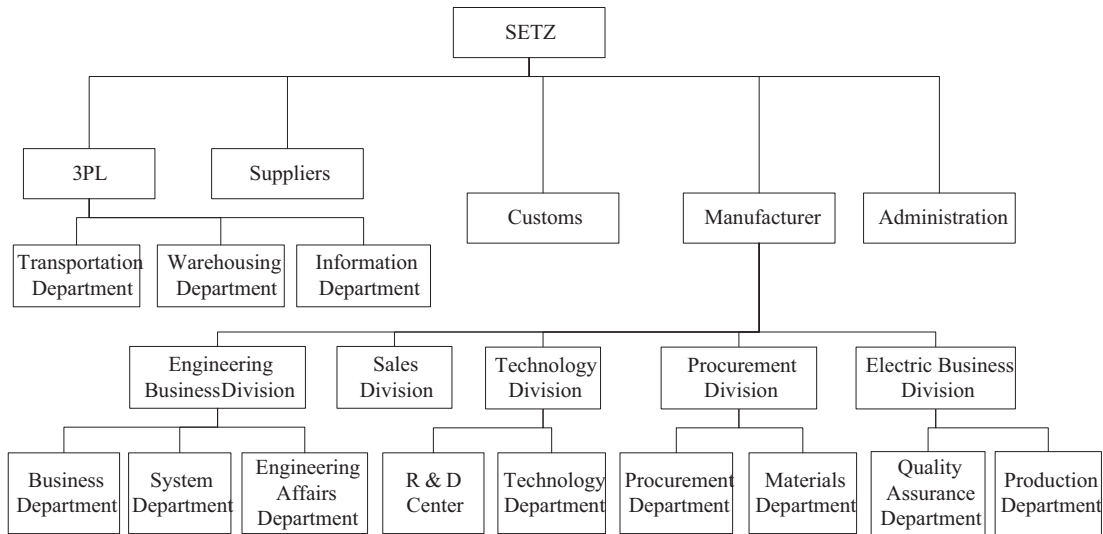 SETZ
3PL
Suppliers
Customs
Manufacturer
Administration
Transportation
Department
Warehousing
Department
Information
Department
Engineering
BusinessDivision
Sales
Division
Technology
Division
Procurement
Division
Electric Business
Division
Business
Department
System
Department
Engineering
Affairs
Department
R & D
Center
Technology
Department
Procurement
Department
Materials
Department
Quality
Assurance
Department
Production
Department